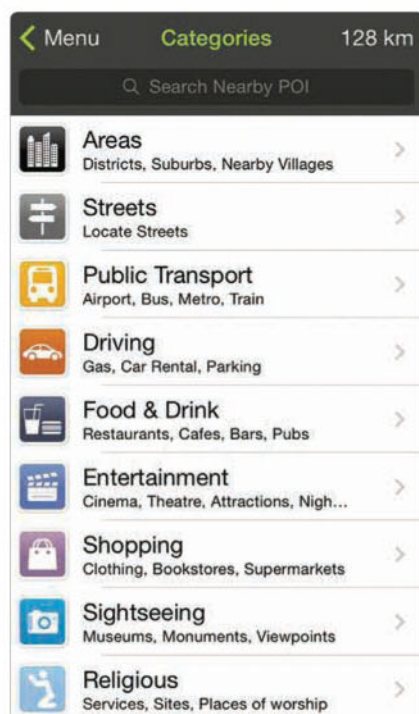 Menu Categories 128 km
Search Nearby POI
Areas
Districts, Suburbs, Nearby Villages
Streets
Locate Streets
Public Transport
Airport, Bus, Metro, Train
Driving
Gas, Car Rental, Parking
Food & Drink
Restaurants, Cafes, Bars, Pubs
Entertainment
Cinema, Theatre, Attractions, Nigh...
Shopping
Clothing, Bookstores, Supermarkets
Sightseeing
Museums, Monuments, Viewpoints
Religious
Services, Sites, Places of worship